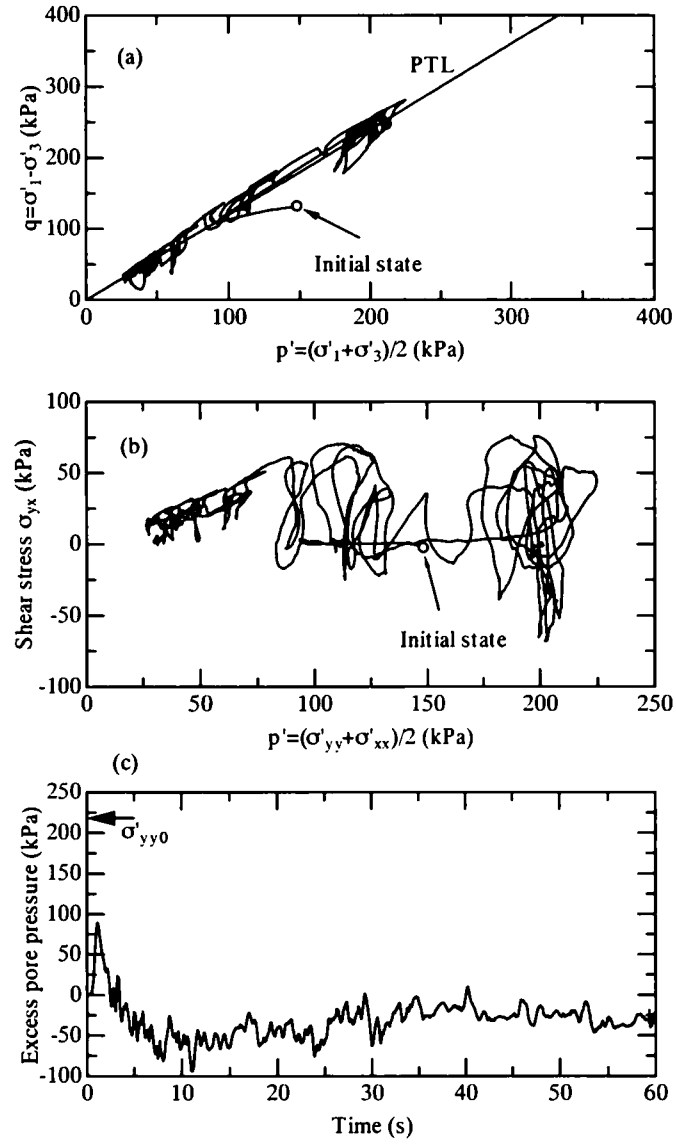 (a)
PTL
Initial state
400
300
200
100
0
q=σ'1-σ'3 (kPa)
0 100 200 300 400
p'=(σ'1+σ'3)/2 (kPa)
(b)
Initial state
100
50
0
-50
-100
Shear stress σyx (kPa)
0 50 100 150 200 250
p'=(σ'yy+σ'xx)/2 (kPa)
(c)
σ'yy0
250
200
150
100
50
0
-50
-100
Excess pore pressure (kPa)
0 10 20 30 40 50 60
Time (s)